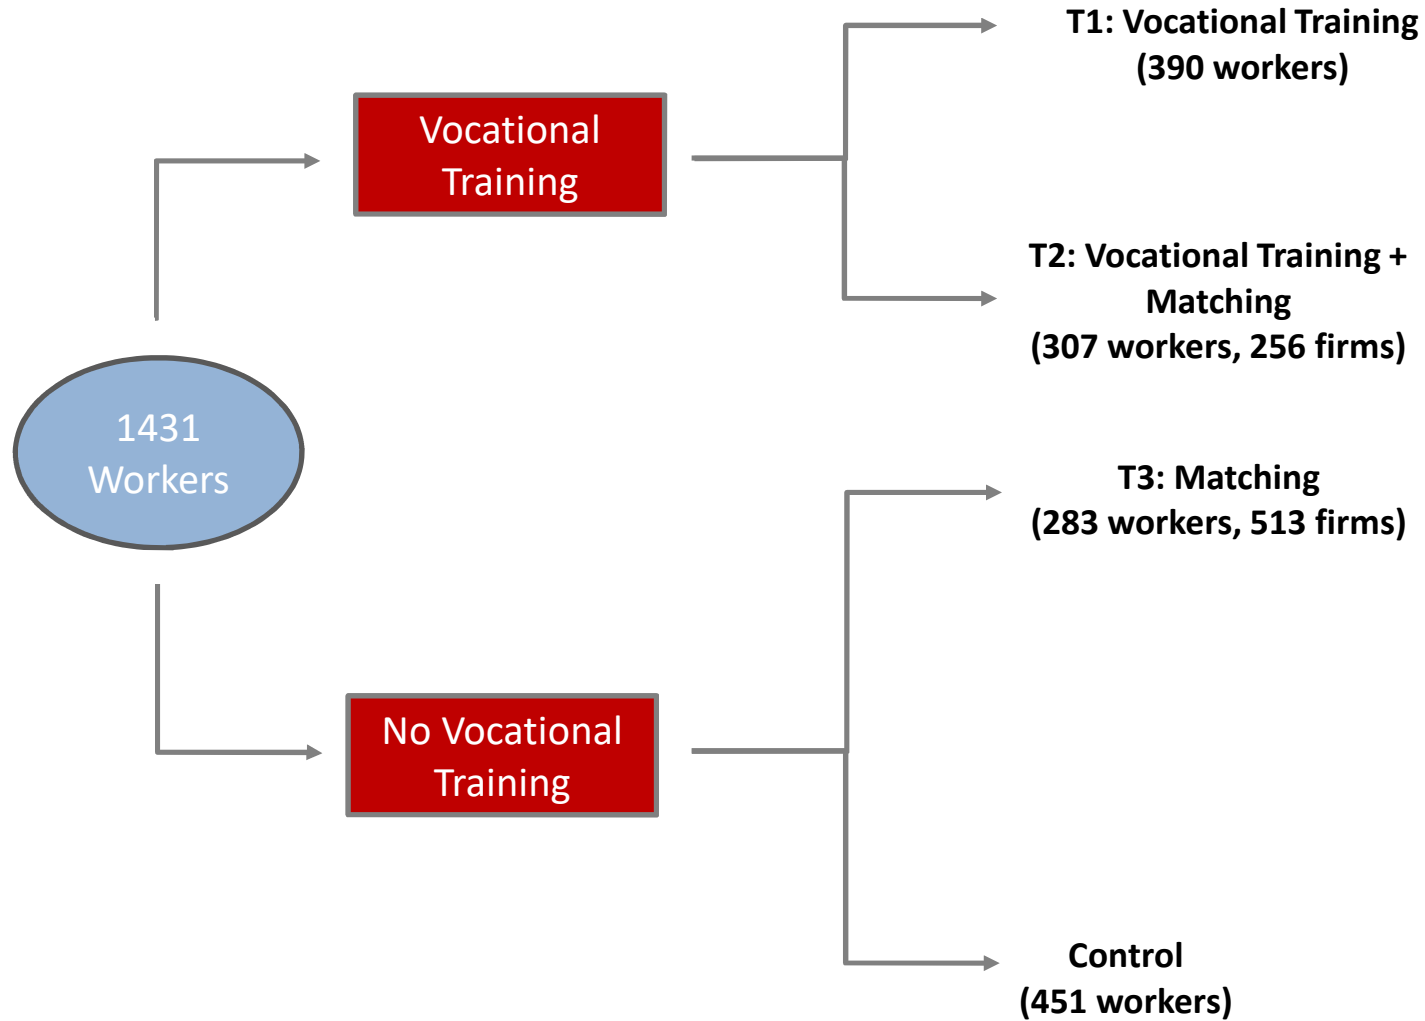 T1: Vocational Training
(390 workers)
Vocational
Training
T2: Vocational Training +
Matching
(307 workers, 256 firms)
1431
Workers
T3: Matching
(283 workers, 513 firms)
No Vocational
Training
Control
(451 workers)